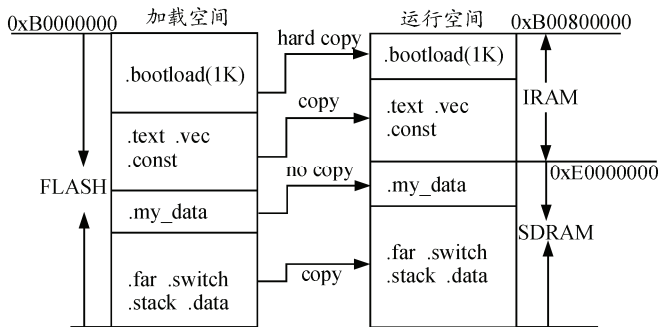 0xB0000000
加载空间
运行空间
0xB00800000
hard copy
.bootload(1K)
.bootload(1K)
IRAM
copy
.text .vec
.const
.text .vec
.const
no copy
0xE0000000
FLASH
.my_data
.my_data
SDRAM
.far .switch
.stack .data
copy
.far .switch
.stack .data